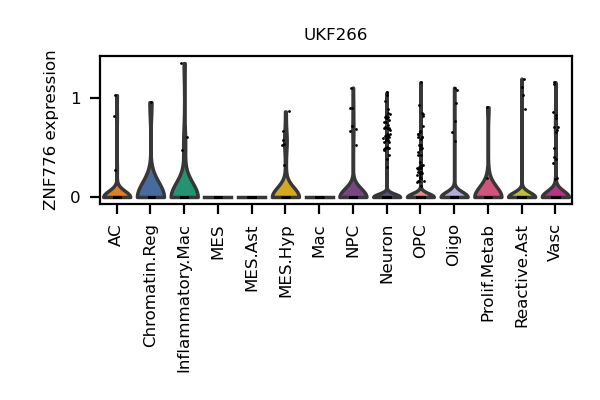 UKF266
ZNF776 expression
1
0
AC
Chromatin.Reg
Inflammatory.Mac
MES
MES.Ast
MES.Hyp
Mac
NPC
Neuron
OPC
Oligo
Prolif.Metab
Reactive.Ast
Vasc